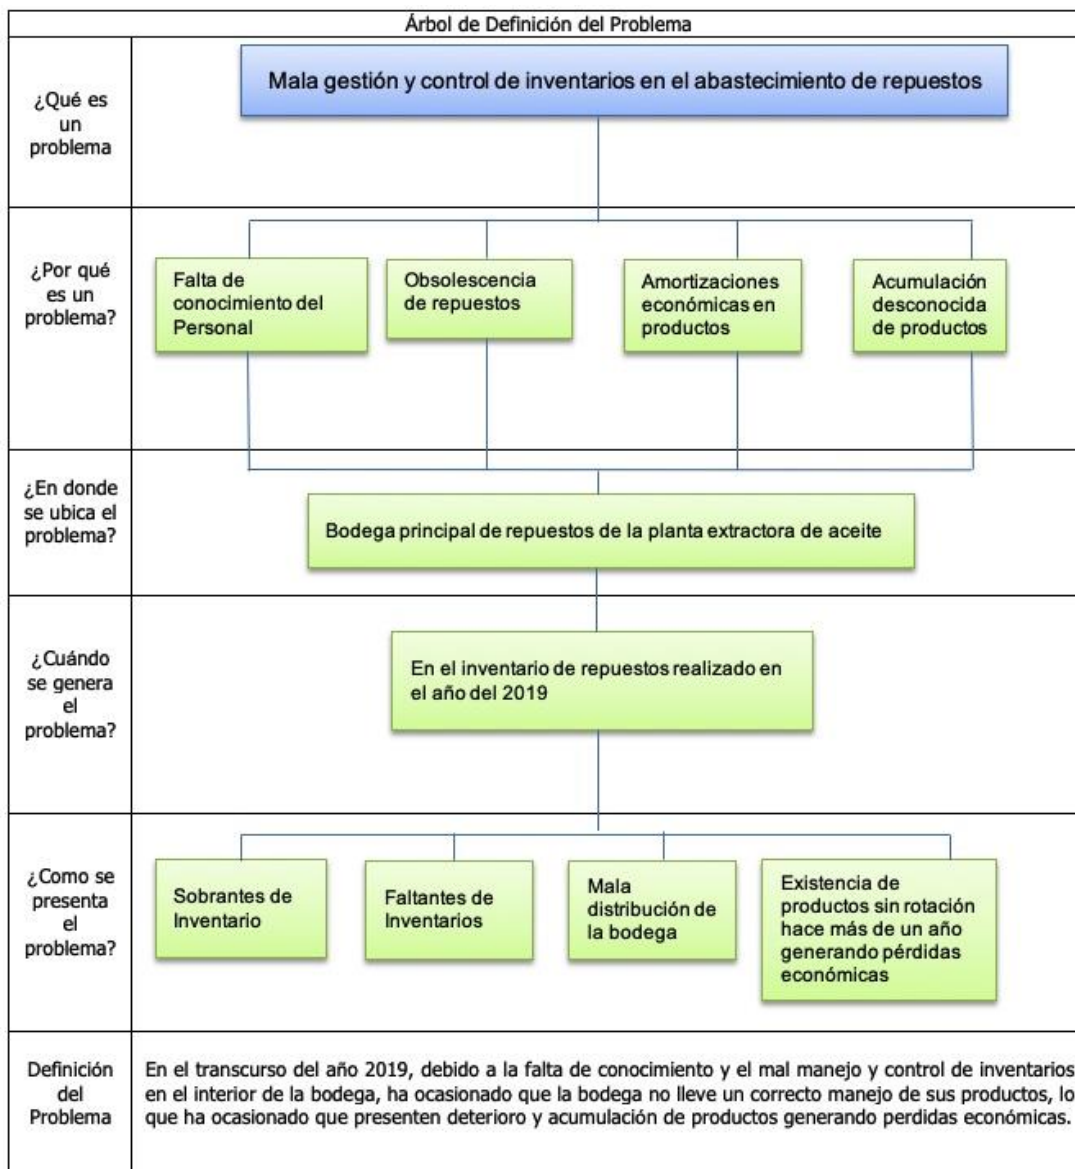 Árbol de Definición del Problema
¿Qué es
un
problema
Mala gestión y control de inventarios en el abastecimiento de repuestos
¿Por qué
es un
problema?
Falta de
conocimiento del
Personal
Obsolescencia
de repuestos
Amortizaciones
económicas en
productos
Acumulación
desconocida
de productos
¿En donde
se ubica el
problema?
Bodega principal de repuestos de la planta extractora de aceite
¿Cuándo
se genera
el
problema?
En el inventario de repuestos realizado en
el año del 2019
¿Como se
presenta
el
problema?
Sobrantes de
Inventario
Faltantes de
Inventarios
Mala
distribución de
la bodega
Existencia de
productos sin rotación
hace más de un año
generando pérdidas
económicas
Definición
del
Problema
En el transcurso del año 2019, debido a la falta de conocimiento y el mal manejo y control de inventarios
en el interior de la bodega, ha ocasionado que la bodega no lleve un correcto manejo de sus productos, lo
que ha ocasionado que presenten deterioro y acumulación de productos generando perdidas económicas.